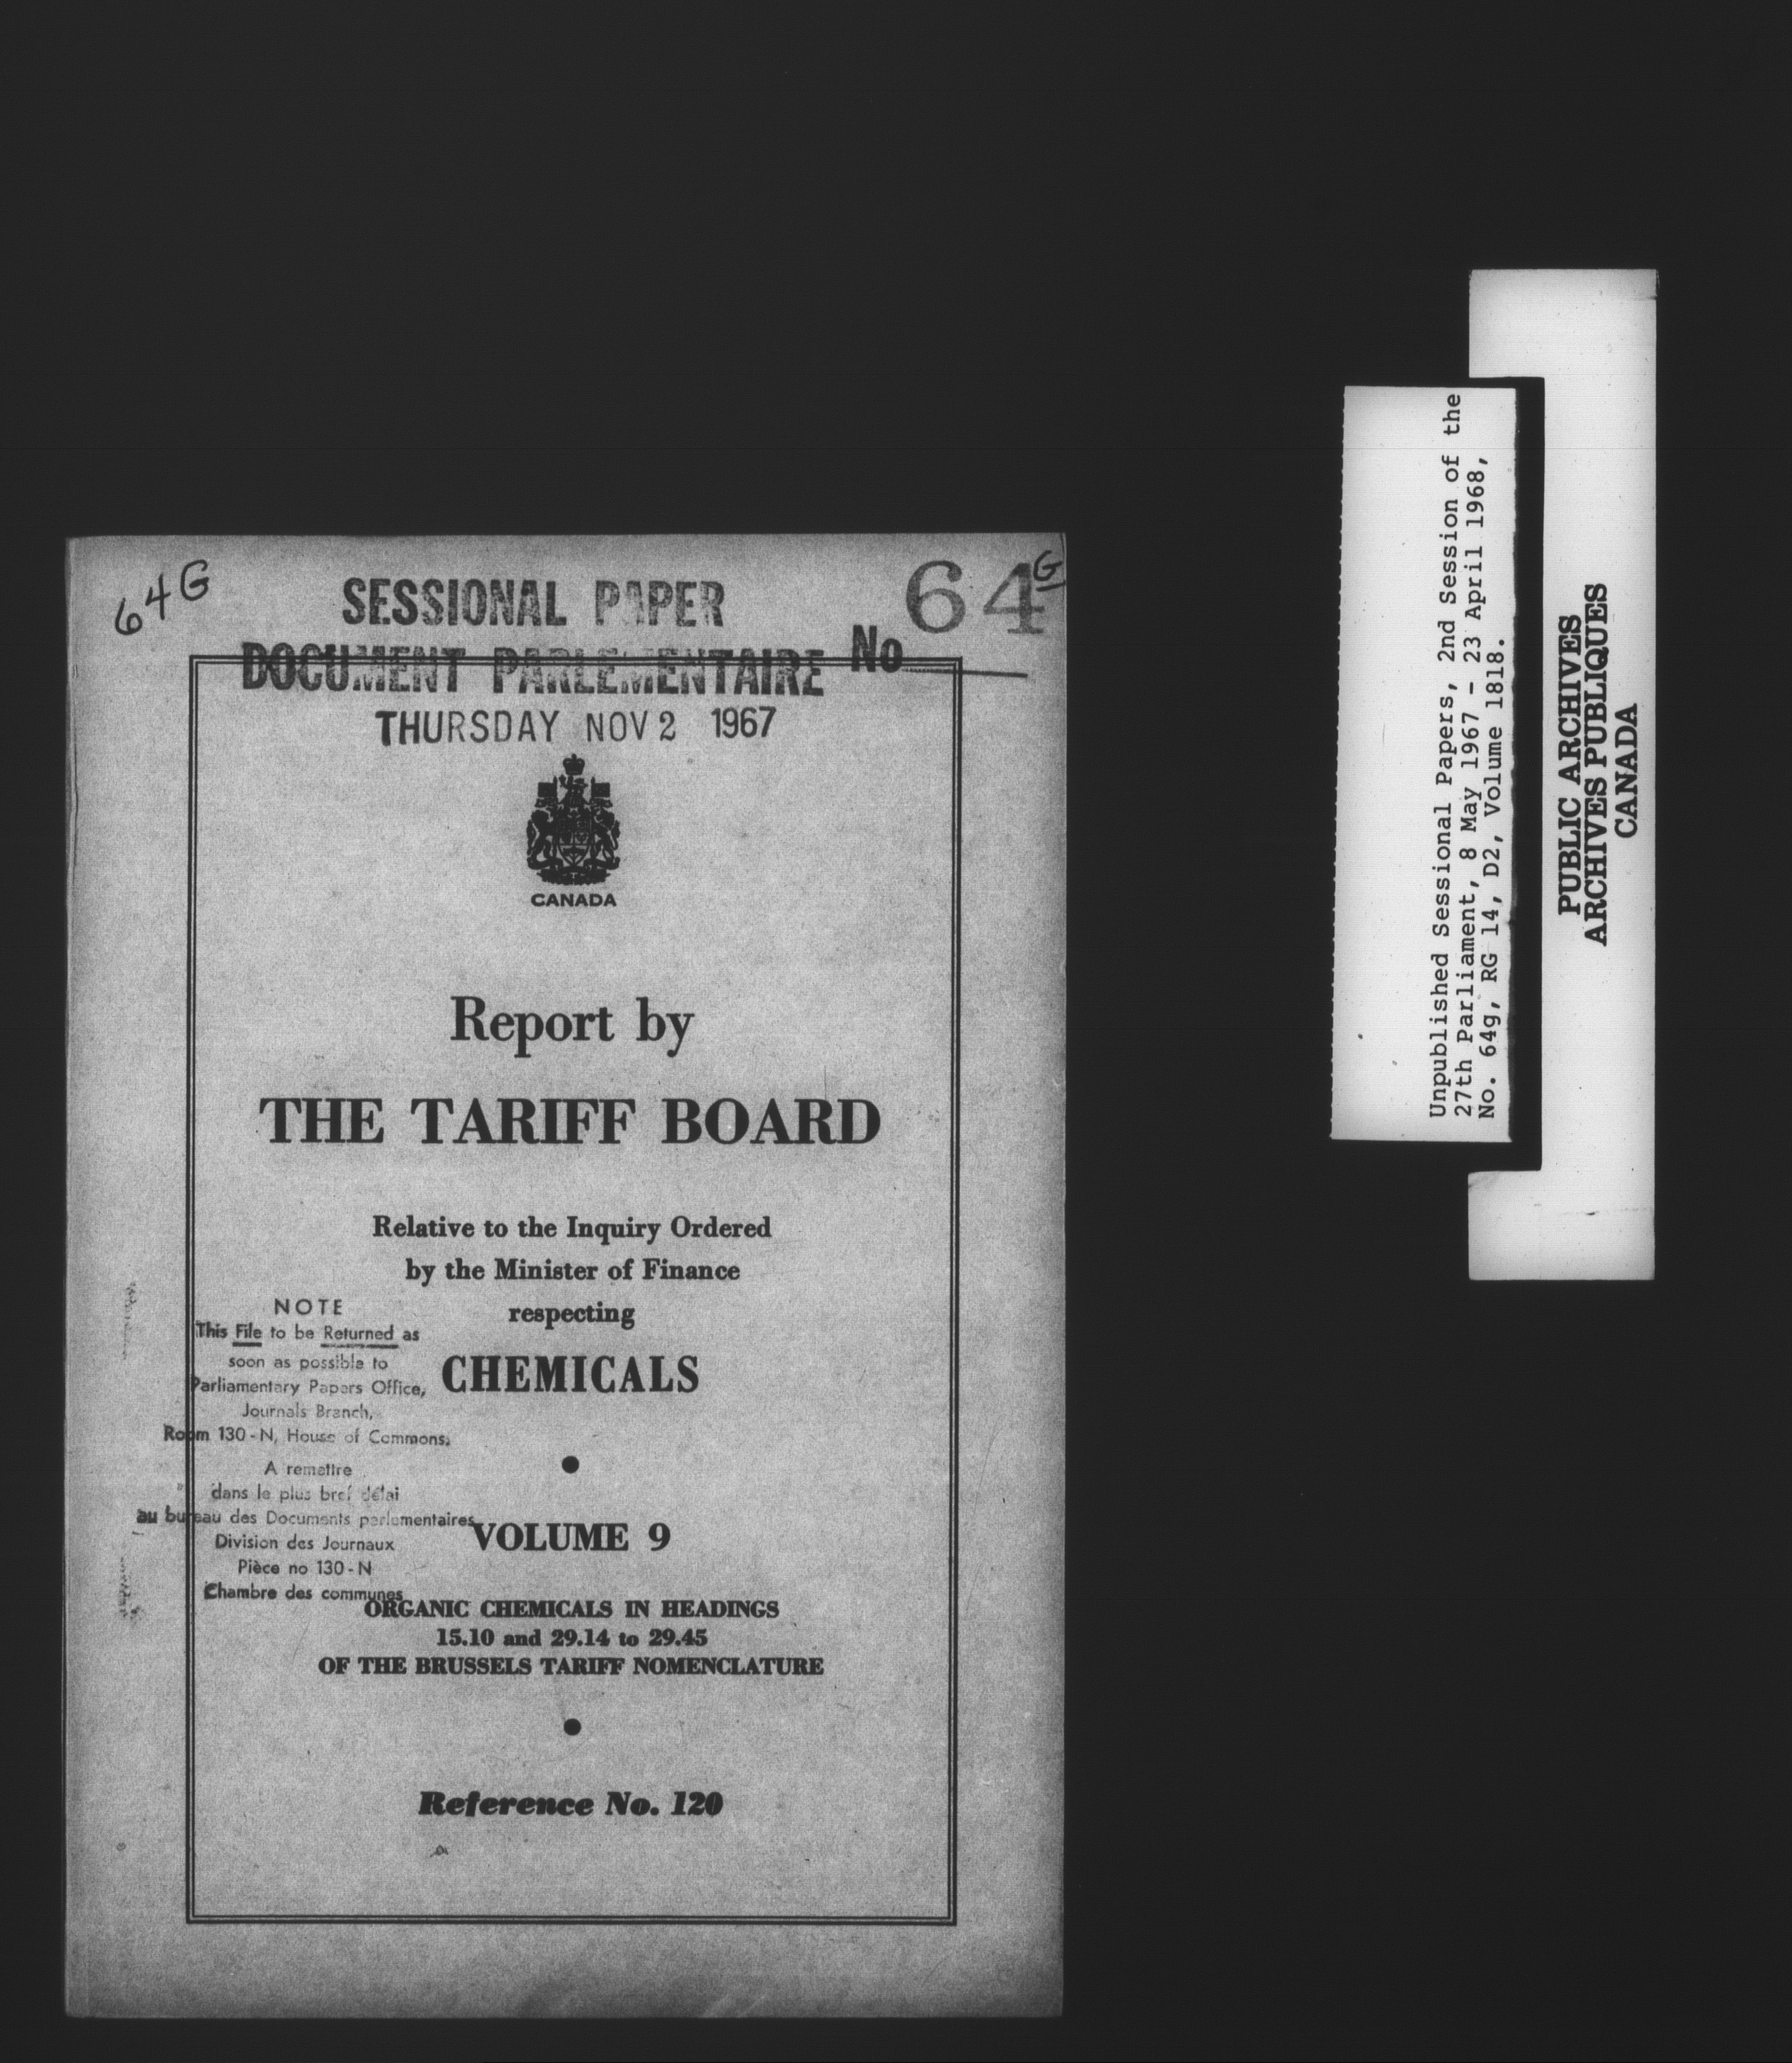 64G
SESSIONAL PAPER
DOCUMENT PARLEMENTAIRE No 64G
THURSDAY NOV 2 1967
CANADA
Report by
THE TARIFF BOARD
Relative to the Inquiry Ordered
by the Minister of Finance
respecting
CHEMICALS
NOTE
This File to be Returned as
soon as possible to
Parliamentary Papers Office,
Journals Branch,
Room 130-N, House of Commons.
A remettre
dans le plus bref délai
au bureau des Documents parlementaires
Division des Journaux
Pièce no 130-N
Chambre des communes
VOLUME 9
ORGANIC CHEMICALS IN HEADINGS
15.10 and 29.14 to 29.45
OF THE BRUSSELS TARIFF NOMENCLATURE
Reference No. 120
Unpublished Sessional Papers, 2nd Session of the
27th Parliament, 8 May 1967 - 23 April 1968,
No. 64g, RG 14, D2, Volume 1818.
PUBLIC ARCHIVES
ARCHIVES PUBLIQUES
CANADA